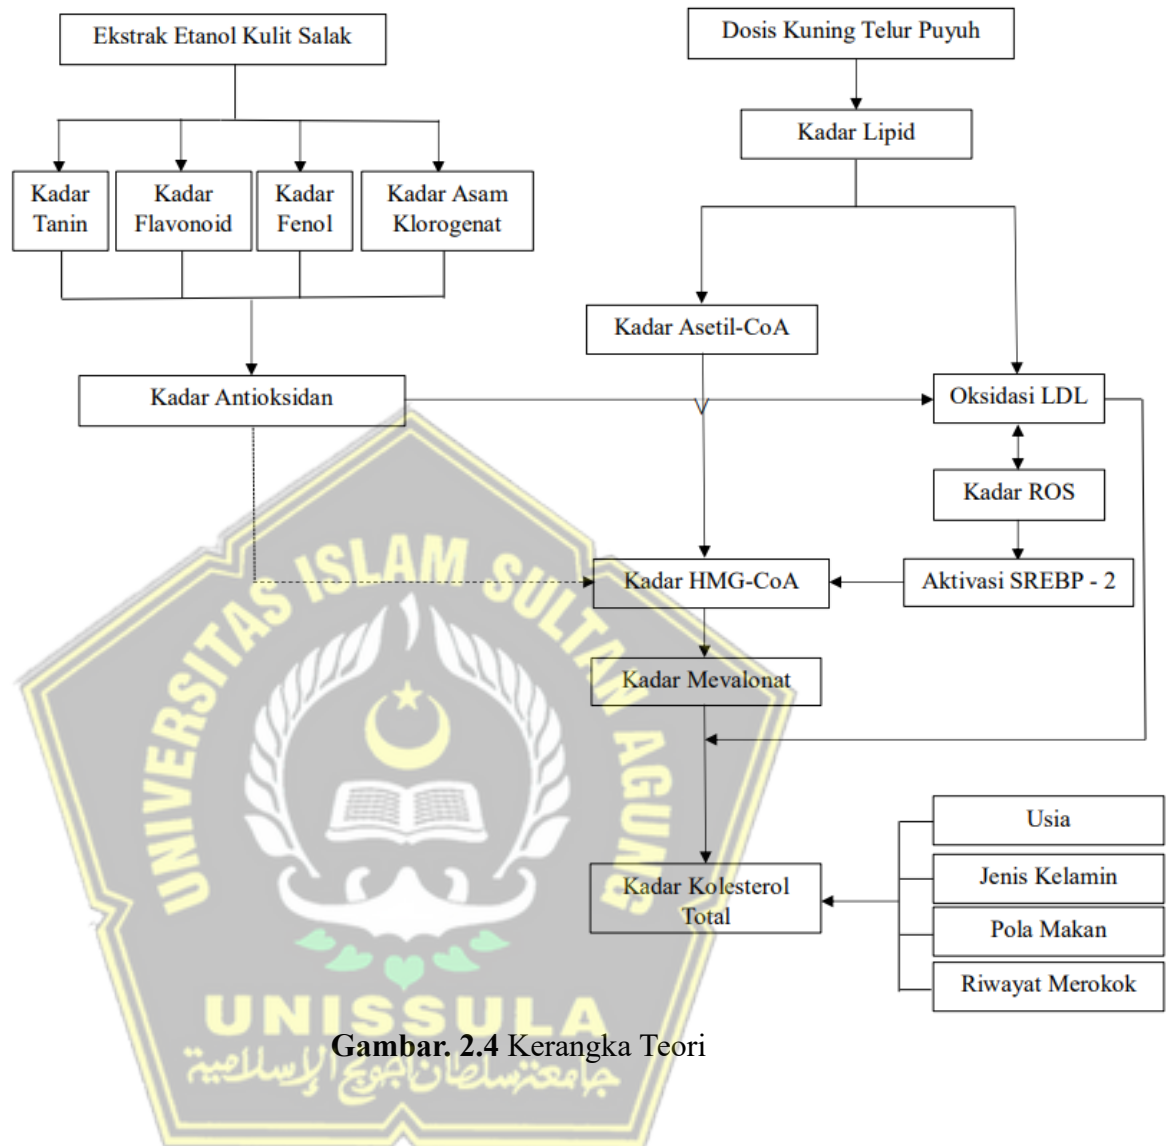 Ekstrak Etanol Kulit Salak
Dosis Kuning Telur Puyuh
Kadar Lipid
Kadar
Tanin
Kadar
Flavonoid
Kadar
Fenol
Kadar Asam
Klorogenat
Kadar Asetil-CoA
Kadar Antioksidan
Oksidasi LDL
Kadar ROS
Kadar HMG-CoA
Aktivasi SREBP - 2
Kadar Mevalonat
Usia
Kadar Kolesterol
Total
Jenis Kelamin
Pola Makan
Riwayat Merokok
UNIVERSITAS ISLAM SULTAN AGUNG
UNISSULA
جامعتسلطان أجونج الإسلامية
Gambar. 2.4 Kerangka Teori